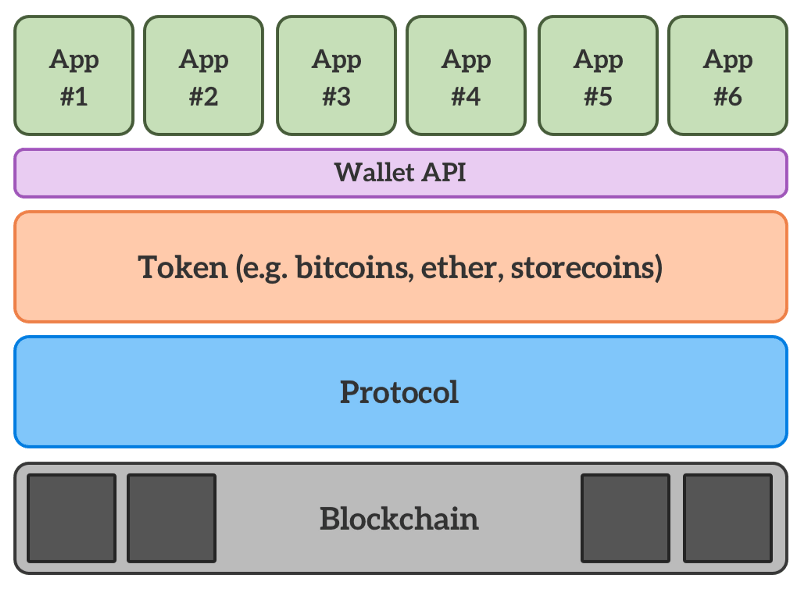 App
#1
App
#2
App
#3
App
#4
App
#5
App
#6
Wallet API
Token (e.g. bitcoins, ether, storecoins)
Protocol
Blockchain